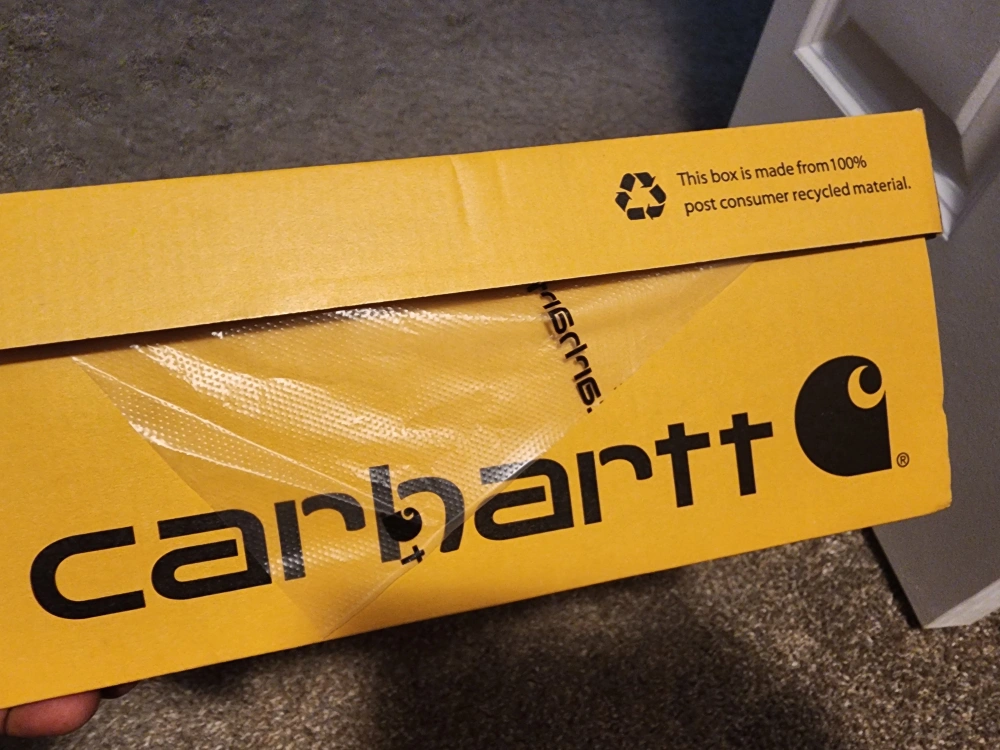 This box is made from 100%
post consumer recycled material.
carhartt ®